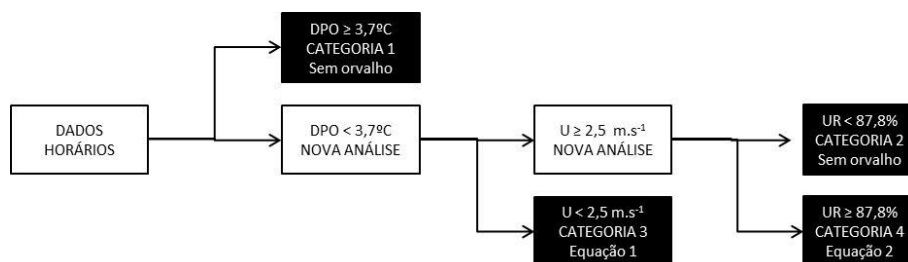 DPO ≥ 3,7ºC
CATEGORIA 1
Sem orvalho
DADOS
HORÁRIOS
DPO < 3,7ºC
NOVA ANÁLISE
U ≥ 2,5 m.s⁻¹
NOVA ANÁLISE
UR < 87,8%
CATEGORIA 2
Sem orvalho
U < 2,5 m.s⁻¹
CATEGORIA 3
Equação 1
UR ≥ 87,8%
CATEGORIA 4
Equação 2